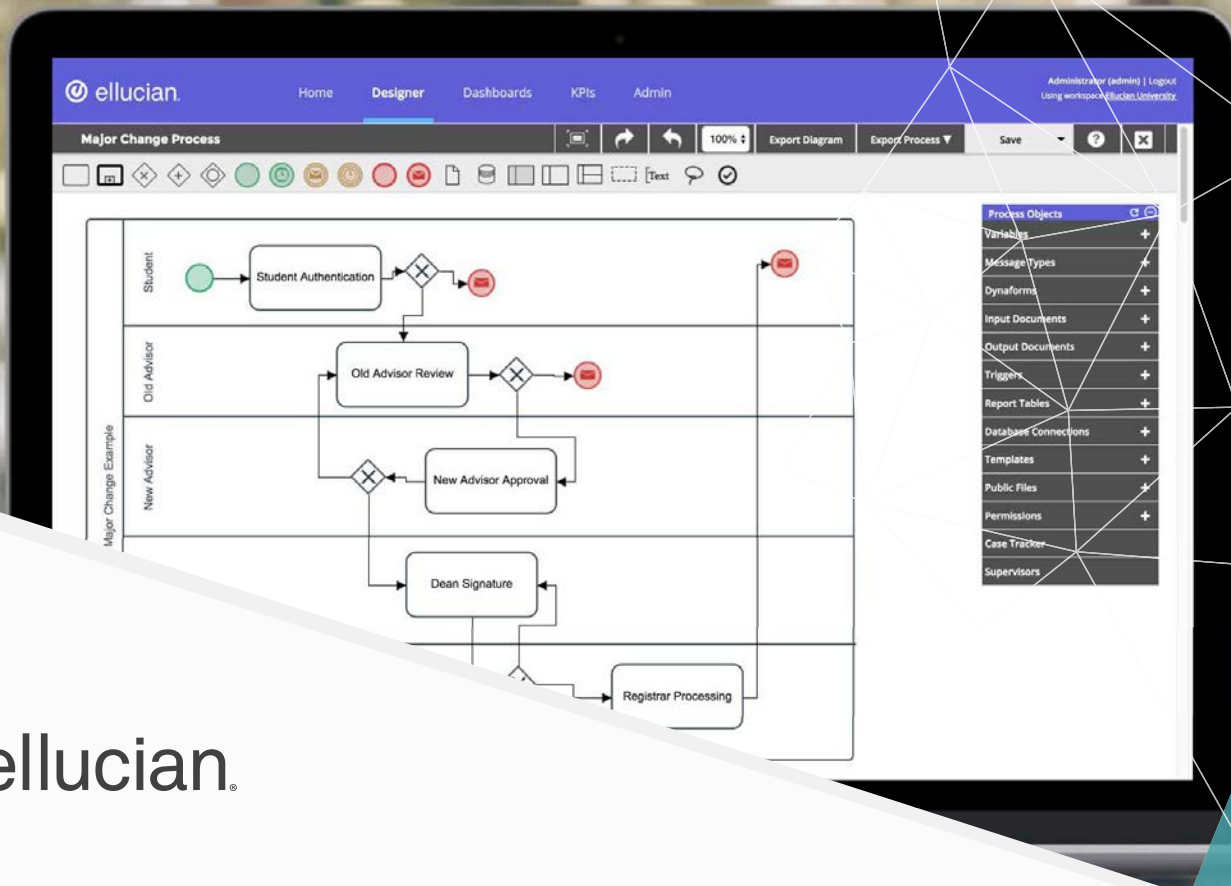 ellucian.
Home
Designer
Dashboards
KPIs
Admin
Administrator (admin) | Logout
Using workspace Ellucian University
Major Change Process
100%
Export Diagram
Export Process ▼
Save
?
Text
Process Objects
Variables
Message Types
Dynaforms
Input Documents
Output Documents
Triggers
Report Tables
Database Connections
Templates
Public Files
Permissions
Case Tracker
Supervisors
Major Change Example
Student
Student Authentication
Old Advisor
Old Advisor Review
New Advisor
New Advisor Approval
Dean Signature
Registrar Processing
ellucian®